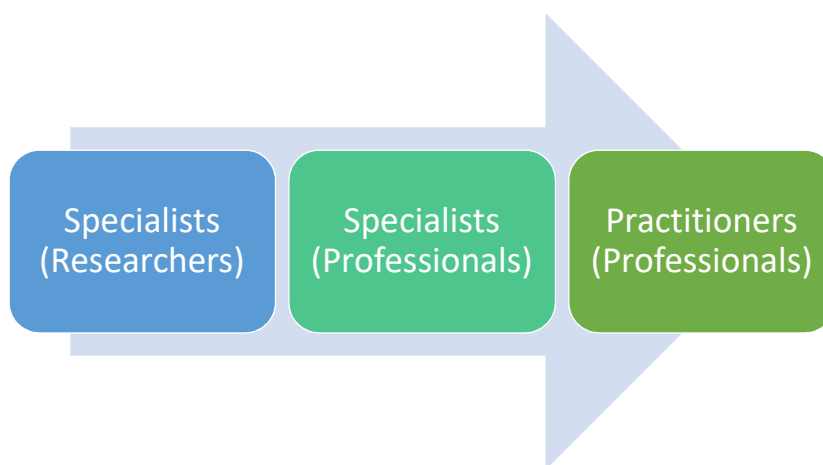 Specialists
(Researchers)
Specialists
(Professionals)
Practitioners
(Professionals)